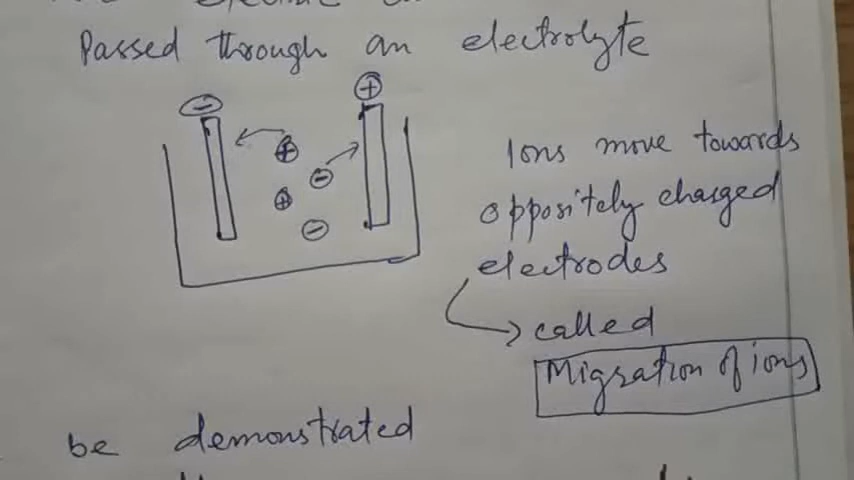 Passed through an electrolyte
⊖ ⊕
⊕
⊖
⊕
⊖
Ions move towards
oppositely charged
electrodes
called
Migration of ions
be demonstrated